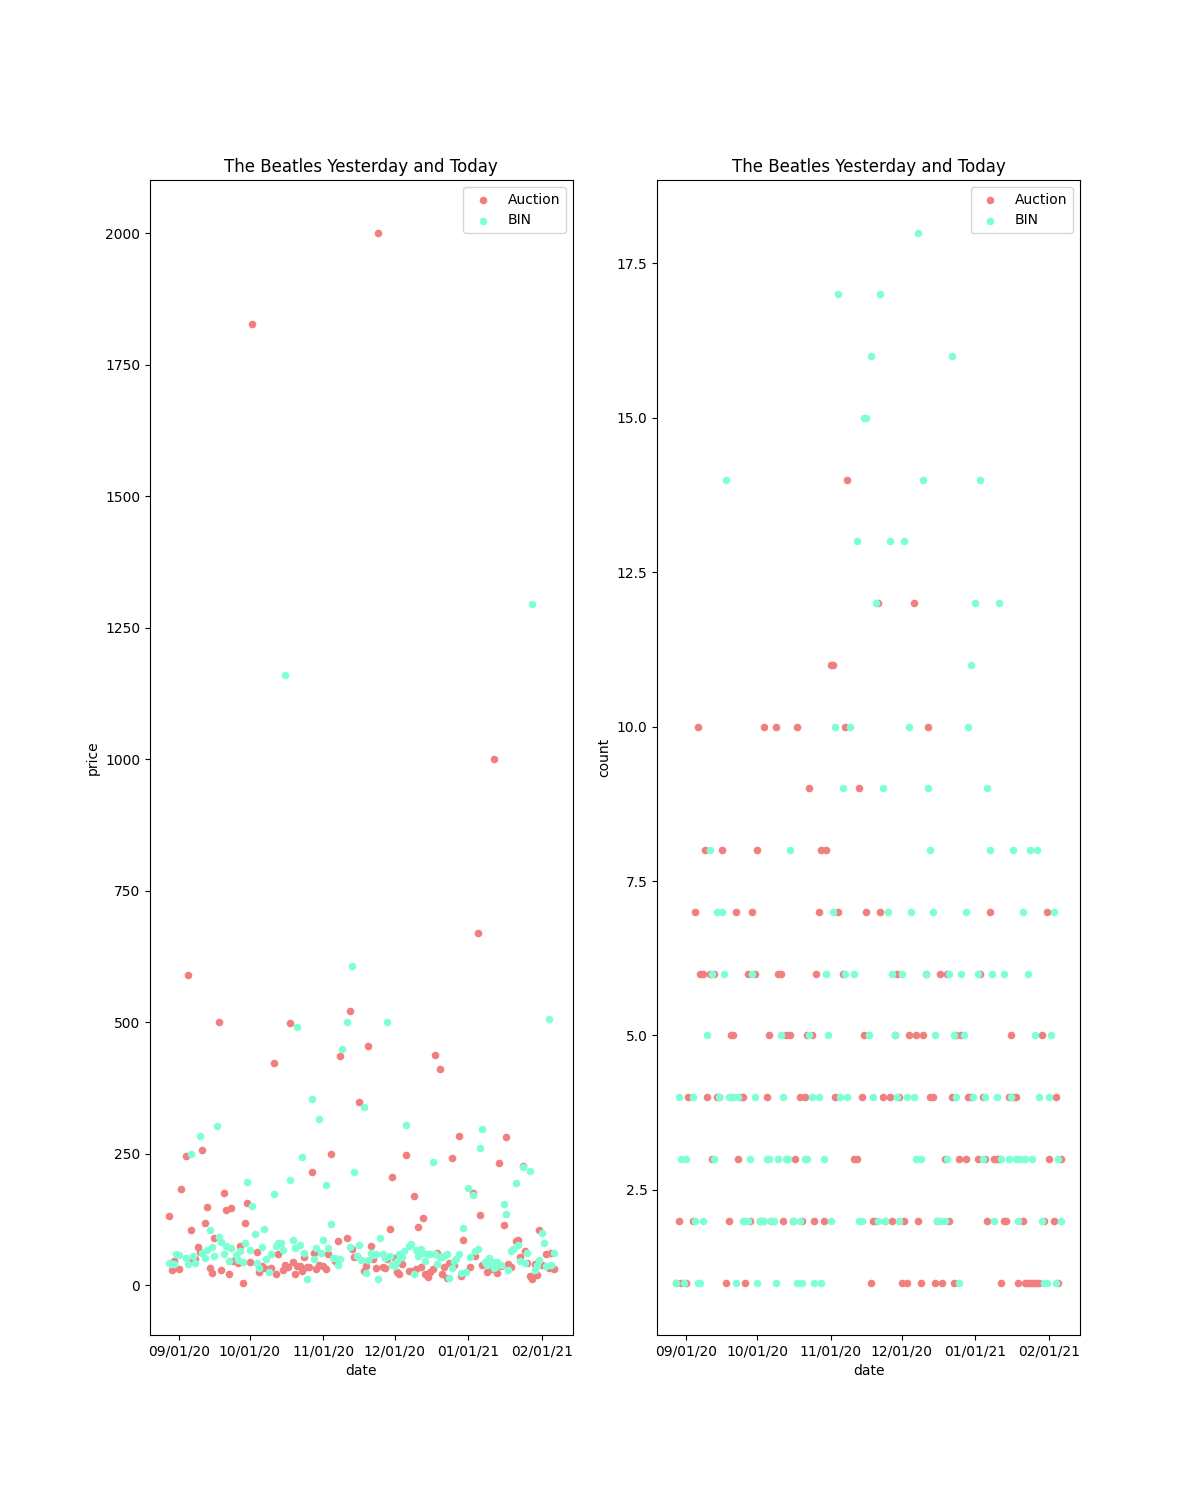 The Beatles Yesterday and Today
Auction
BIN
2000
1750
1500
1250
1000
750
500
250
0
price
09/01/20 10/01/20 11/01/20 12/01/20 01/01/21 02/01/21
date
The Beatles Yesterday and Today
Auction
BIN
17.5
15.0
12.5
10.0
7.5
5.0
2.5
count
09/01/20 10/01/20 11/01/20 12/01/20 01/01/21 02/01/21
date